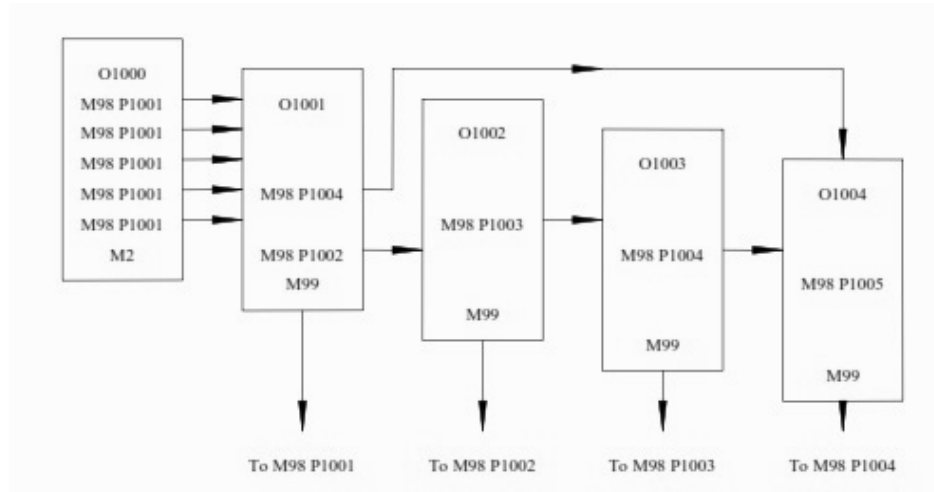 O1000
M98 P1001
M98 P1001
M98 P1001
M98 P1001
M98 P1001
M2
O1001
M98 P1004
M98 P1002
M99
O1002
M98 P1003
M99
O1003
M98 P1004
M99
O1004
M98 P1005
M99
To M98 P1001
To M98 P1002
To M98 P1003
To M98 P1004